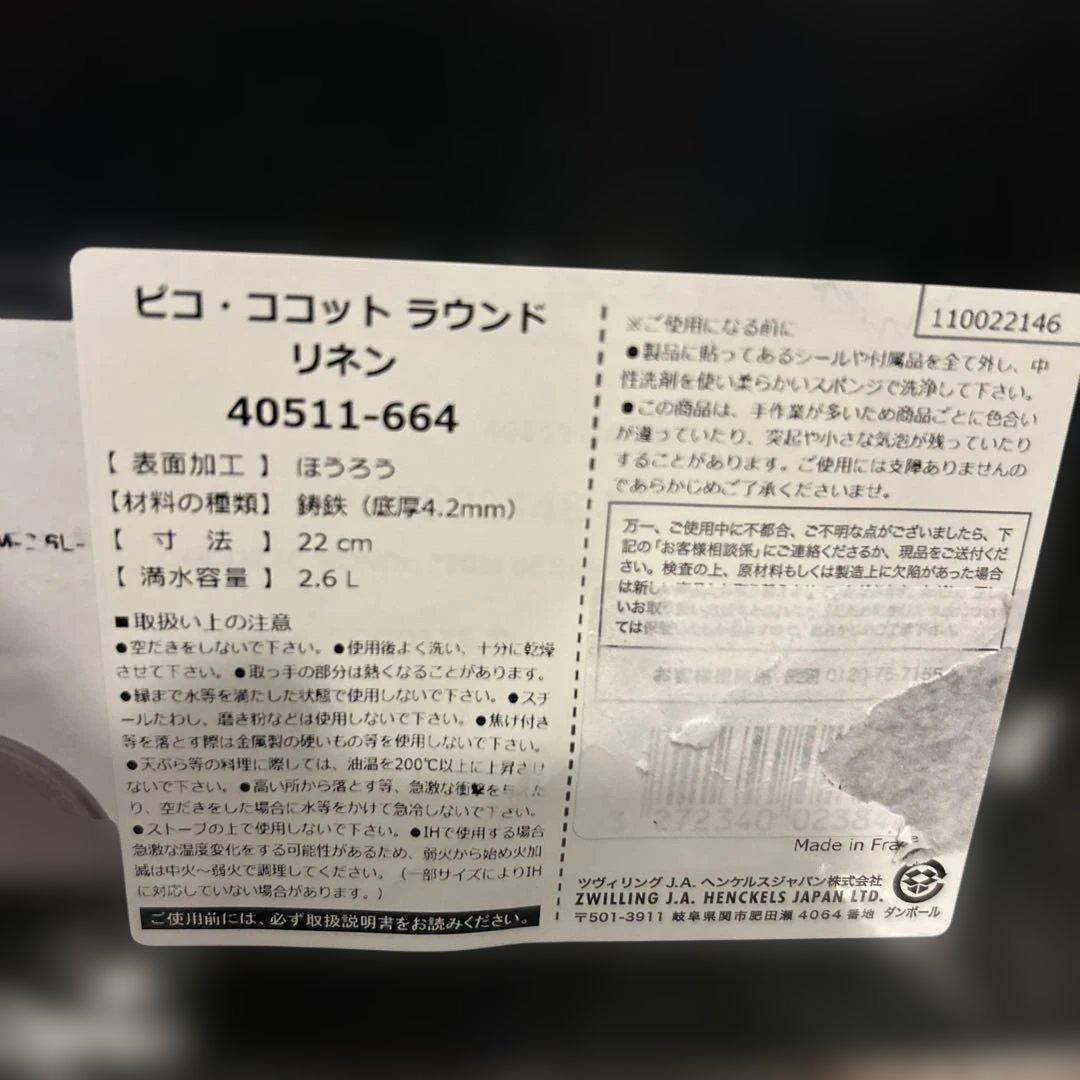 ピコ・ココット ラウンド
リネン
40511-664
【 表面加工 】 ほうろう
【材料の種類】 鋳鉄（底厚4.2mm）
【 寸 法 】 22 cm
【 満水容量 】 2.6 L
■取扱い上の注意
●空だきをしないで下さい。●使用後よく洗い、十分に乾燥
させて下さい。●取っ手の部分は熱くなることがあります。
●縁まで水等を満たした状態で使用しないで下さい。●スチ
ールたわし、磨き粉などは使用しないで下さい。●焦げ付き
等を落とす際は金属製の硬いもの等を使用しないで下さい。
●天ぷら等の料理に際しては、油温を200℃以上に上昇させ
ないで下さい。●高い所から落とす等、急激な衝撃を与えた
り、空だきをした場合に水等をかけて急冷しないで下さい。
●ストーブの上で使用しないで下さい。●IHで使用する場合
急激な温度変化をする可能性があるため、弱火から始め火加
減は中火～弱火で調理してください。（一部サイズによりIH
に対応していない場合があります。）
ご使用前には、必ず取扱説明書をお読みください。
110022146
※ご使用になる前に
●製品に貼ってあるシールや付属品を全て外し、中
性洗剤を使い柔らかいスポンジで洗浄して下さい。
●この商品は、手作業が多いため商品ごとに色合い
が違っていたり、突起や小さな気泡が残っていたり
することがあります。ご使用には支障ありませんの
であらかじめご了承くださいませ。
万一、ご使用中に不都合、ご不明な点がございましたら、下
記の「お客様相談係」にご連絡くださるか、現品をご送付くだ
さい。検査の上、原材料もしくは製造上に欠陥があった場合
は新しい
いお取り
ては保
お客様相談係 0120-75-7155
3 272340 0238
Made in Fra
ツヴィリング J.A. ヘンケルスジャパン株式会社
ZWILLING J.A. HENCKELS JAPAN LTD.
〒501-3911 岐阜県関市肥田瀬 4064 番地
ダンボール